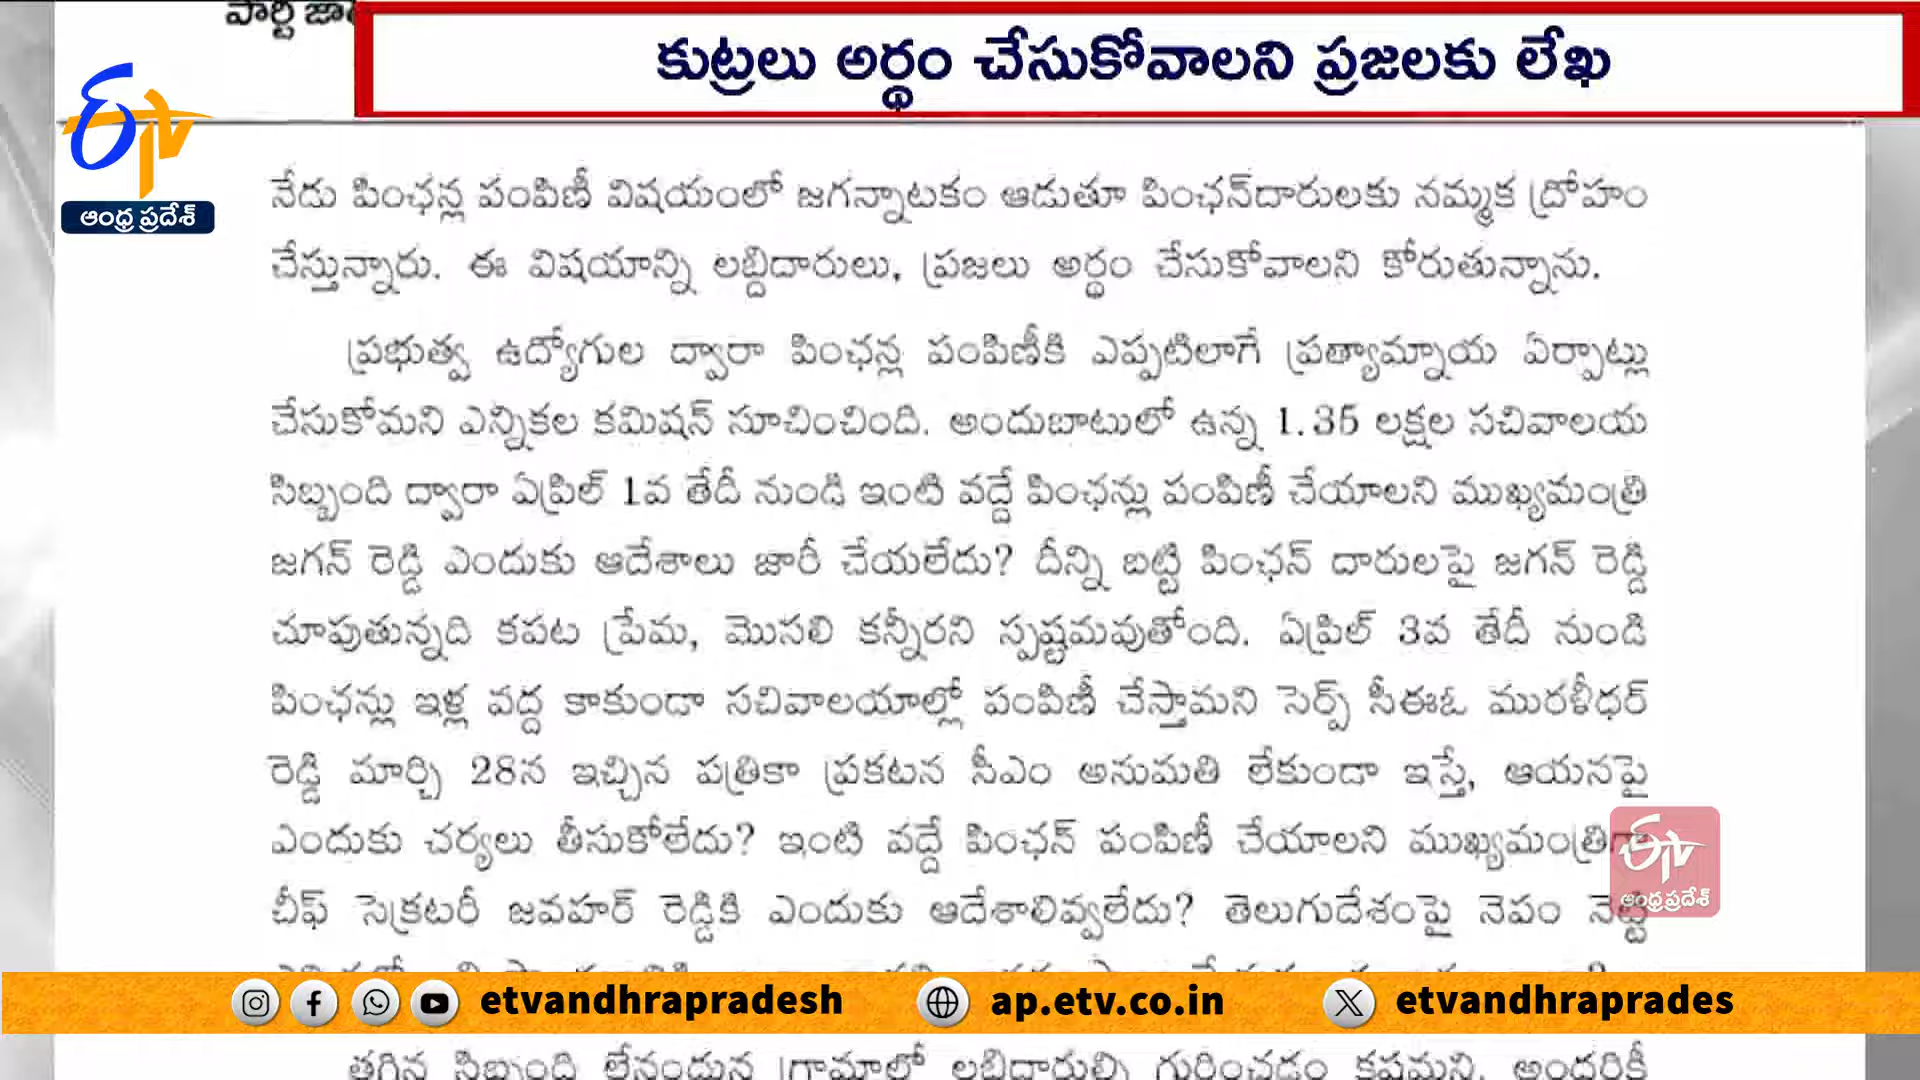 పార్టీ
కుట్రలు అర్థం చేసుకోవాలని ప్రజలకు లేఖ
ETV
ఆంధ్ర ప్రదేశ్
నేడు పింఛన్ల పంపిణీ విషయంలో జగన్నాటకం ఆడుతూ పింఛన్‌దారులకు నమ్మక ద్రోహం
చేస్తున్నారు. ఈ విషయాన్ని లబ్దిదారులు, ప్రజలు అర్థం చేసుకోవాలని కోరుతున్నాను.
ప్రభుత్వ ఉద్యోగుల ద్వారా పింఛన్ల పంపిణీకి ఎప్పటిలాగే ప్రత్యామ్నాయ ఏర్పాట్లు
చేసుకోమని ఎన్నికల కమిషన్ సూచించింది. అందుబాటులో ఉన్న 1.35 లక్షల సచివాలయ
సిబ్బంది ద్వారా ఏప్రిల్ 1వ తేదీ నుండి ఇంటి వద్దే పింఛన్లు పంపిణీ చేయాలని ముఖ్యమంత్రి
జగన్ రెడ్డి ఎందుకు ఆదేశాలు జారీ చేయలేదు? దీన్ని బట్టి పింఛన్ దారులపై జగన్ రెడ్డి
చూపుతున్నది కపట ప్రేమ, మొసలి కన్నీరని స్పష్టమవుతోంది. ఏప్రిల్ 3వ తేదీ నుండి
పింఛన్లు ఇళ్ల వద్ద కాకుండా సచివాలయాల్లో పంపిణీ చేస్తామని సెర్ప్ సీఈఓ మురళీధర్
రెడ్డి మార్చి 28న ఇచ్చిన పత్రికా ప్రకటన సీఎం అనుమతి లేకుండా ఇస్తే, ఆయనపై
ఎందుకు చర్యలు తీసుకోలేదు? ఇంటి వద్దే పింఛన్ పంపిణీ చేయాలని ముఖ్యమంత్రిగా
చీఫ్ సెక్రటరీ జవహర్ రెడ్డికి ఎందుకు ఆదేశాలివ్వలేదు? తెలుగుదేశంపై నెపం నెట్టి
ETV
ఆంధ్రప్రదేశ్
etvandhrapradesh ap.etv.co.in etvandhraprades
తగిన సిబ్బంది లేనందున గ్రామాల్లో లబ్దిదారుల్ని గుర్తించడం కష్టమని, అందరికీ